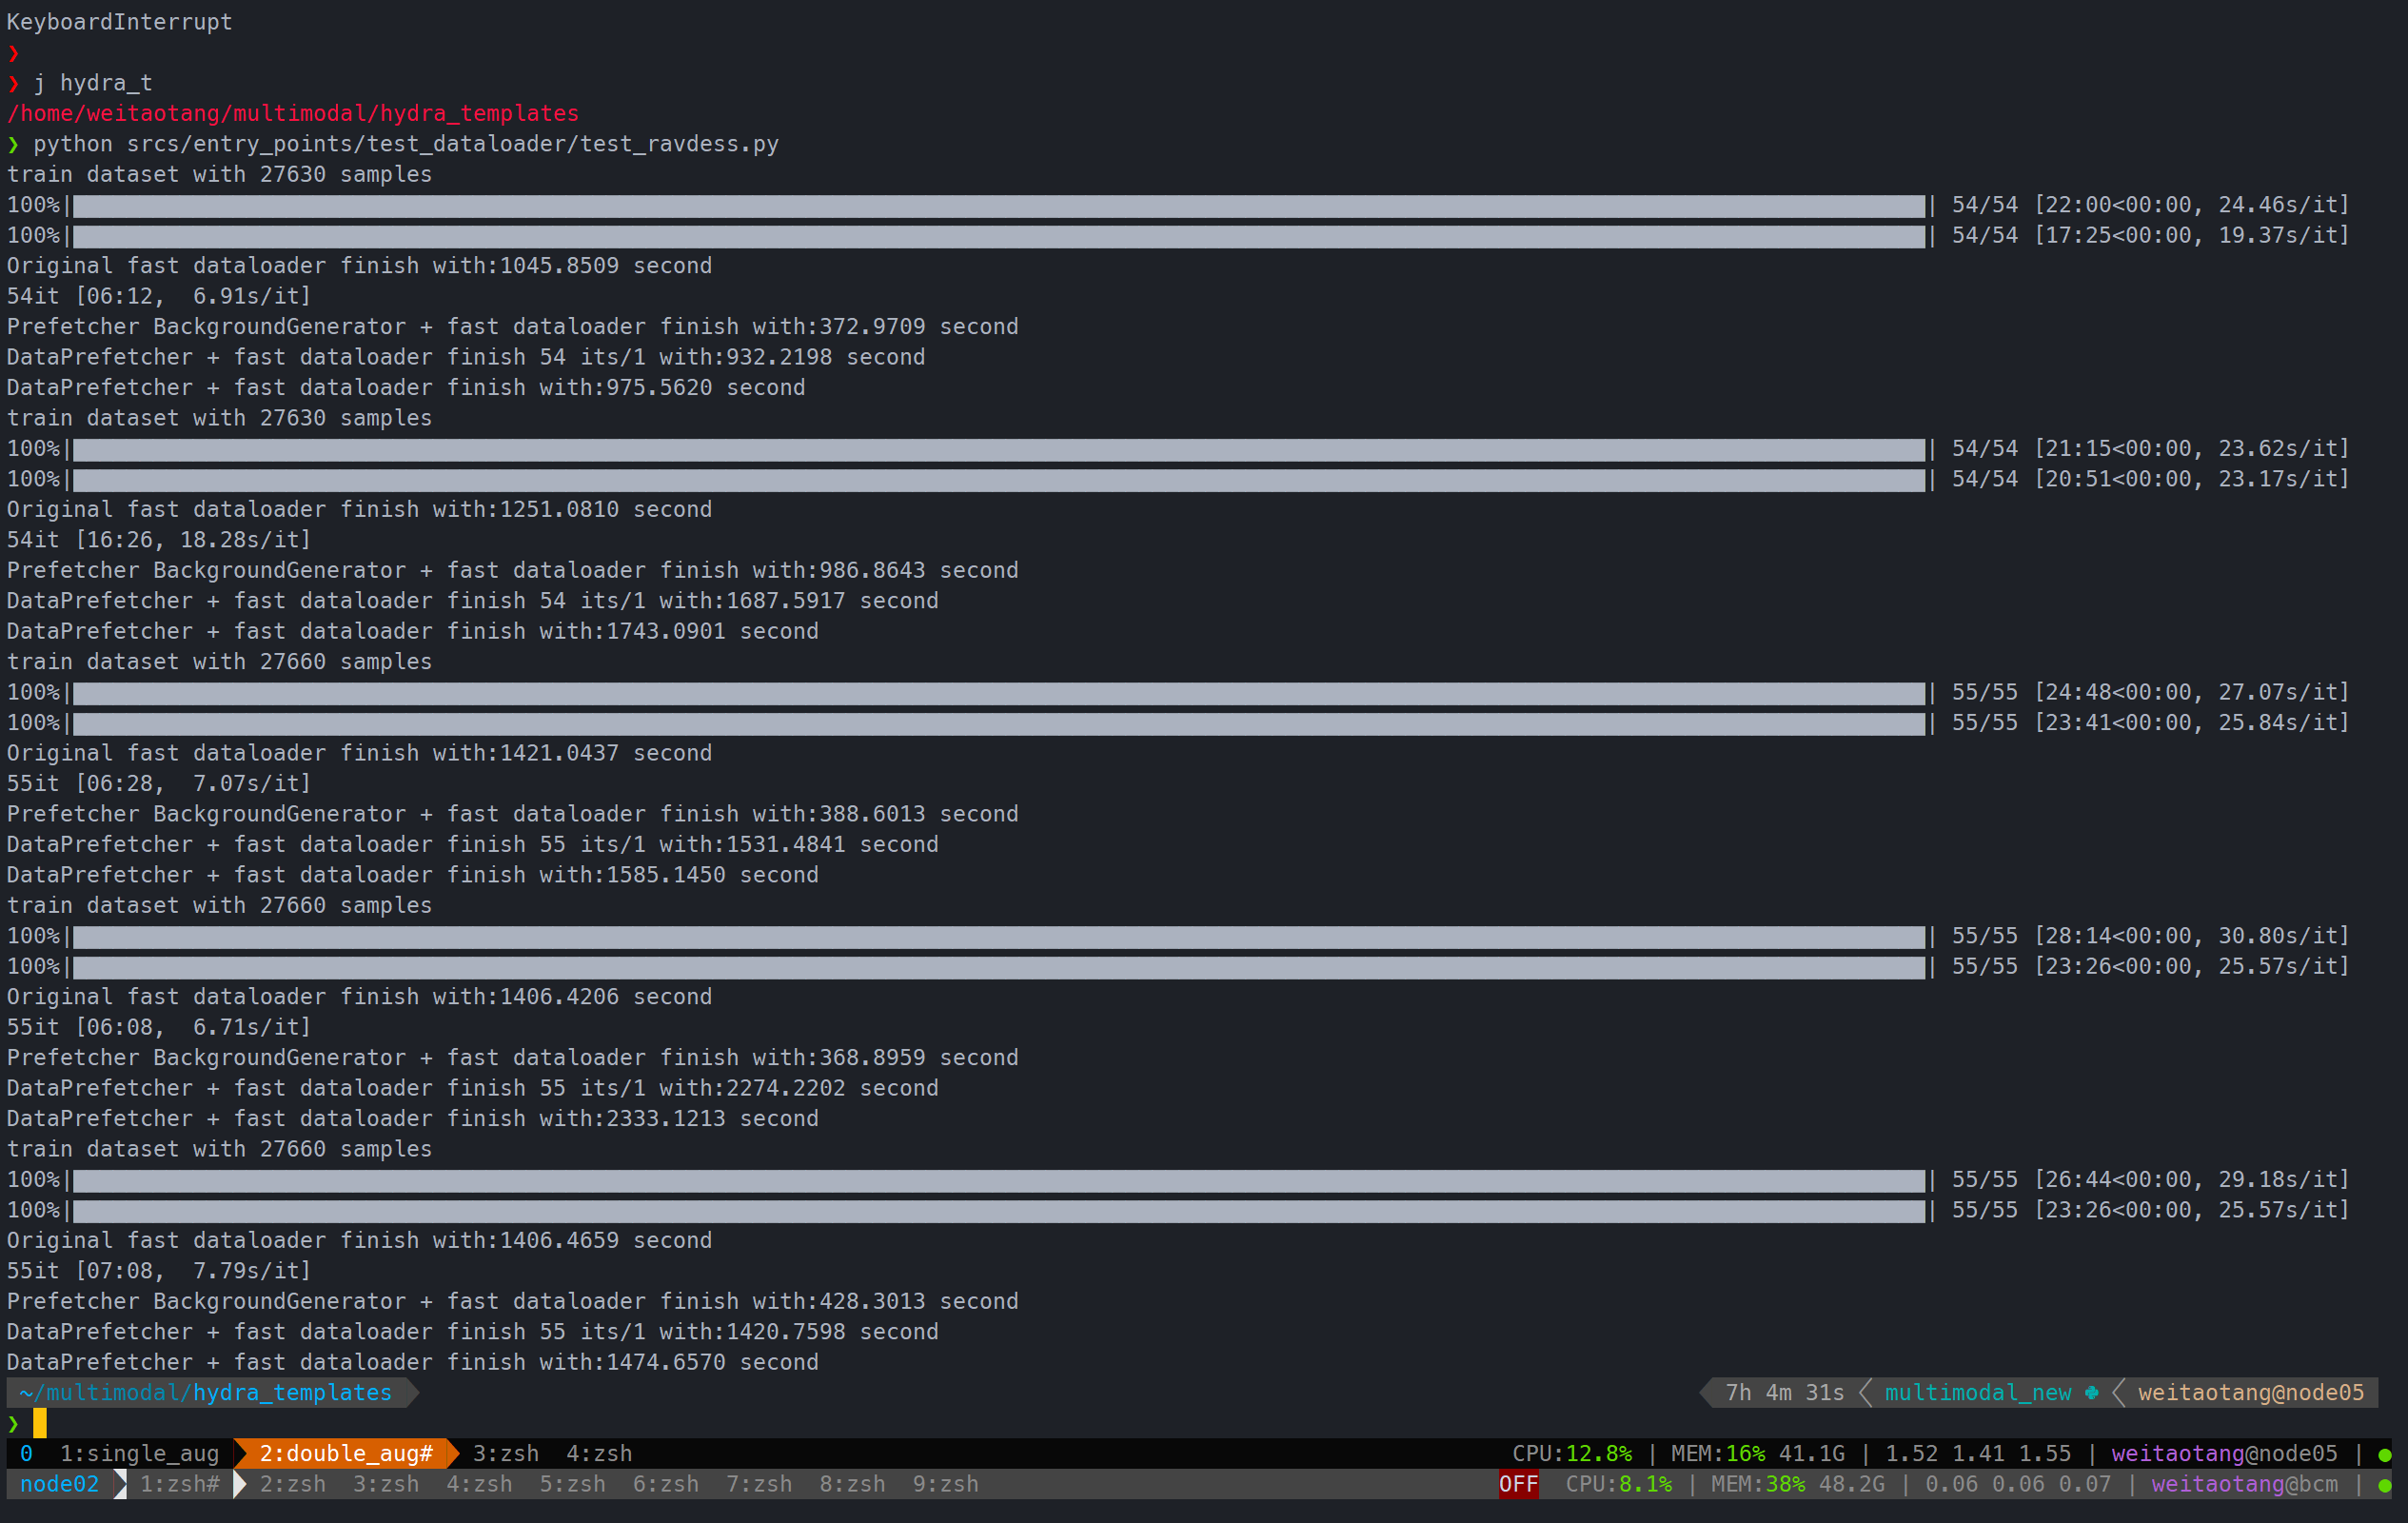 KeyboardInterrupt
❯
❯ j hydra_t
/home/weitaotang/multimodal/hydra_templates
❯ python srcs/entry_points/test_dataloader/test_ravdess.py
train dataset with 27630 samples
100%|| 54/54 [22:00<00:00, 24.46s/it]
100%|| 54/54 [17:25<00:00, 19.37s/it]
Original fast dataloader finish with:1045.8509 second
54it [06:12,  6.91s/it]
Prefetcher BackgroundGenerator + fast dataloader finish with:372.9709 second
DataPrefetcher + fast dataloader finish 54 its/1 with:932.2198 second
DataPrefetcher + fast dataloader finish with:975.5620 second
train dataset with 27630 samples
100%|| 54/54 [21:15<00:00, 23.62s/it]
100%|| 54/54 [20:51<00:00, 23.17s/it]
Original fast dataloader finish with:1251.0810 second
54it [16:26, 18.28s/it]
Prefetcher BackgroundGenerator + fast dataloader finish with:986.8643 second
DataPrefetcher + fast dataloader finish 54 its/1 with:1687.5917 second
DataPrefetcher + fast dataloader finish with:1743.0901 second
train dataset with 27660 samples
100%|| 55/55 [24:48<00:00, 27.07s/it]
100%|| 55/55 [23:41<00:00, 25.84s/it]
Original fast dataloader finish with:1421.0437 second
55it [06:28,  7.07s/it]
Prefetcher BackgroundGenerator + fast dataloader finish with:388.6013 second
DataPrefetcher + fast dataloader finish 55 its/1 with:1531.4841 second
DataPrefetcher + fast dataloader finish with:1585.1450 second
train dataset with 27660 samples
100%|| 55/55 [28:14<00:00, 30.80s/it]
100%|| 55/55 [23:26<00:00, 25.57s/it]
Original fast dataloader finish with:1406.4206 second
55it [06:08,  6.71s/it]
Prefetcher BackgroundGenerator + fast dataloader finish with:368.8959 second
DataPrefetcher + fast dataloader finish 55 its/1 with:2274.2202 second
DataPrefetcher + fast dataloader finish with:2333.1213 second
train dataset with 27660 samples
100%|| 55/55 [26:44<00:00, 29.18s/it]
100%|| 55/55 [23:26<00:00, 25.57s/it]
Original fast dataloader finish with:1406.4659 second
55it [07:08,  7.79s/it]
Prefetcher BackgroundGenerator + fast dataloader finish with:428.3013 second
DataPrefetcher + fast dataloader finish 55 its/1 with:1420.7598 second
DataPrefetcher + fast dataloader finish with:1474.6570 second
~/multimodal/hydra_templates 7h 4m 31s multimodal_new weitaotang@node05
❯
0 1:single_aug 2:double_aug# 3:zsh 4:zsh CPU:12.8% | MEM:16% 41.1G | 1.52 1.41 1.55 | weitaotang@node05 | ●
node02 1:zsh# 2:zsh 3:zsh 4:zsh 5:zsh 6:zsh 7:zsh 8:zsh 9:zsh OFF CPU:8.1% | MEM:38% 48.2G | 0.06 0.06 0.07 | weitaotang@bcm | ●